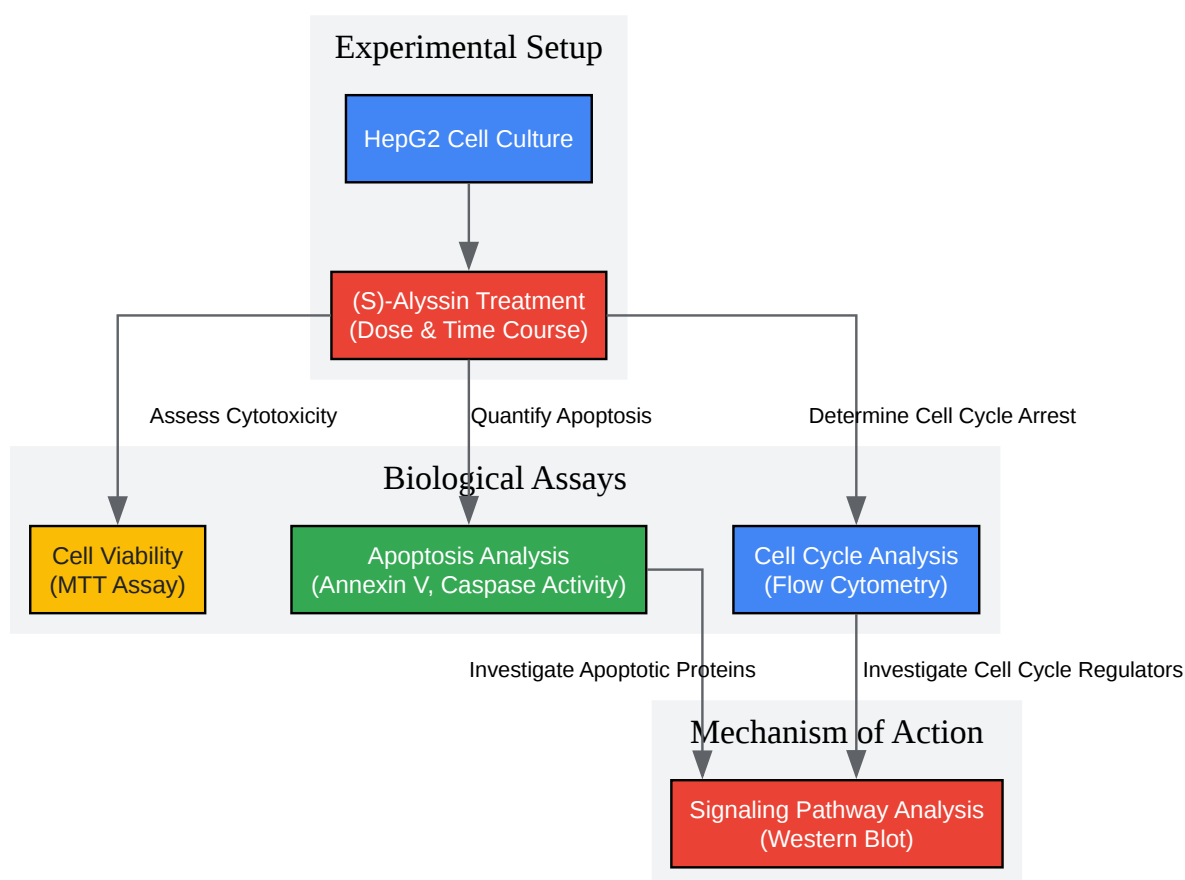 Experimental Setup
HepG2 Cell Culture
(S)-Alyssin Treatment
(Dose & Time Course)
Assess Cytotoxicity
Quantify Apoptosis
Determine Cell Cycle Arrest
Biological Assays
Cell Viability
(MTT Assay)
Apoptosis Analysis
(Annexin V, Caspase Activity)
Cell Cycle Analysis
(Flow Cytometry)
Investigate Apoptotic Proteins
Investigate Cell Cycle Regulators
Mechanism of Action
Signaling Pathway Analysis
(Western Blot)